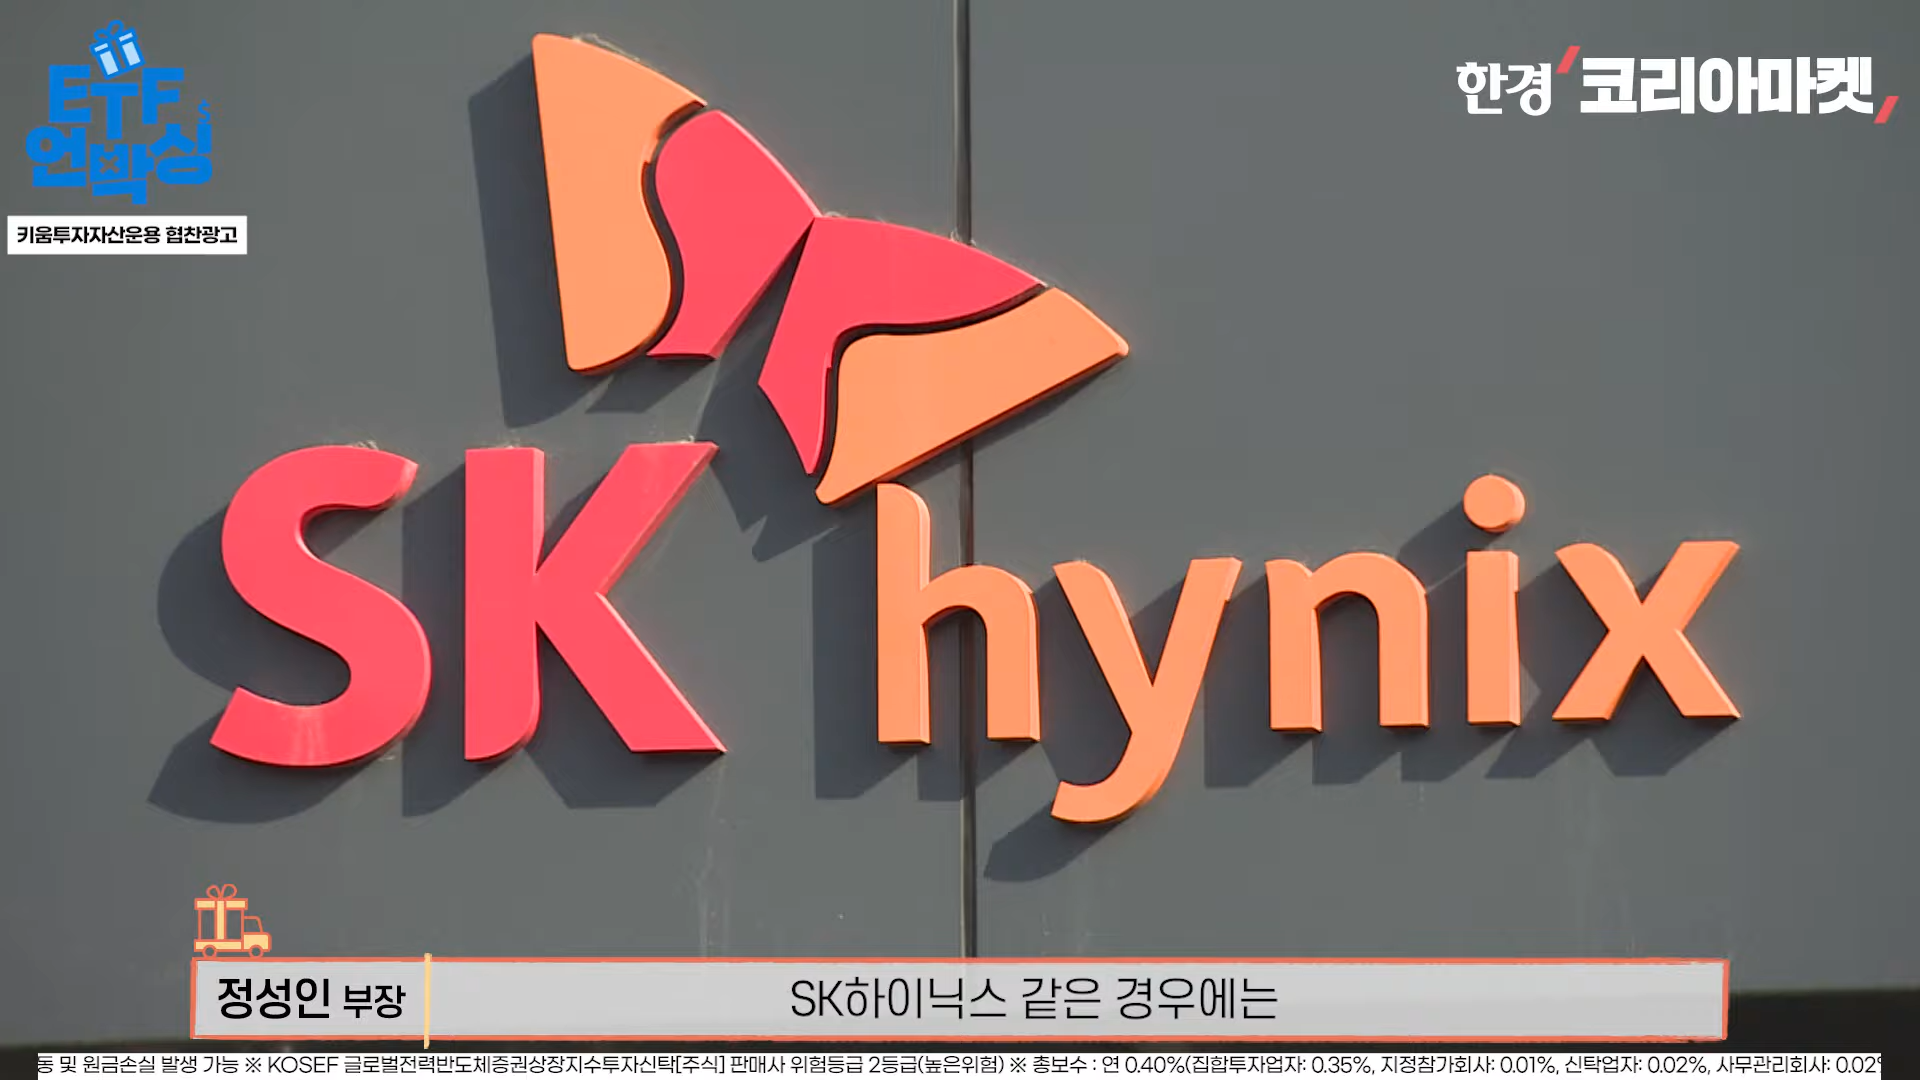 ETF
언박싱
키움투자자산운용 협찬광고
한경 코리아마켓
SK hynix
정성인 부장
SK하이닉스 같은 경우에는
동 및 원금손실 발생 가능 ※ KOSEF 글로벌전력반도체증권상장지수투자신탁[주식] 판매사 위험등급 2등급(높은위험) ※ 총보수 : 연 0.40%(집합투자업자: 0.35%, 지정참가회사: 0.01%, 신탁업자: 0.02%, 사무관리회사: 0.02%